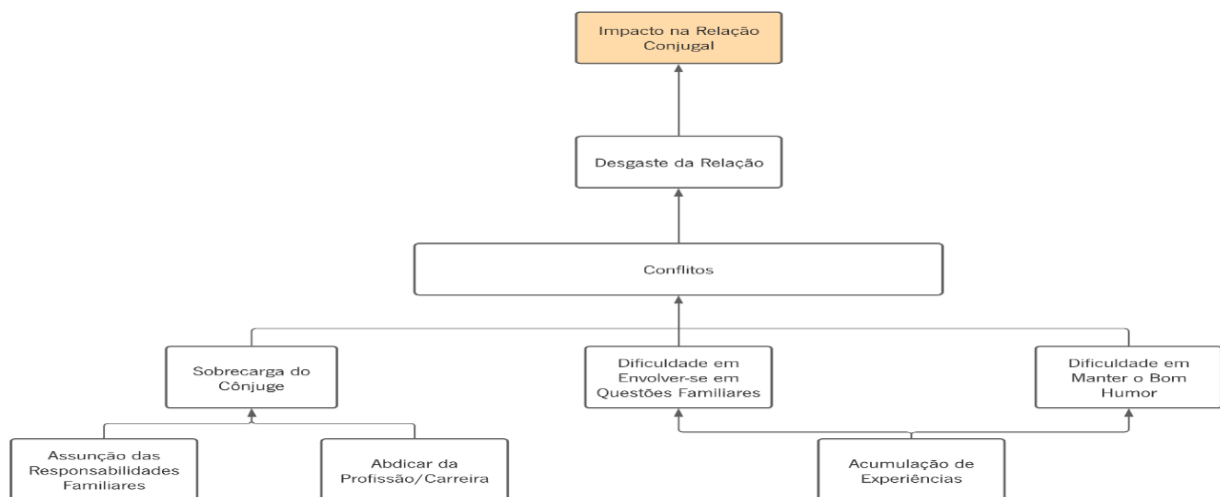 Impacto na Relação
Conjugal
Desgaste da Relação
Conflitos
Sobrecarga do
Cônjuge
Dificuldade em
Envolver-se em
Questões Familiares
Dificuldade em
Manter o Bom
Humor
Assunção das
Responsabilidades
Familiares
Abdicar da
Profissão/Carreira
Acumulação de
Experiências